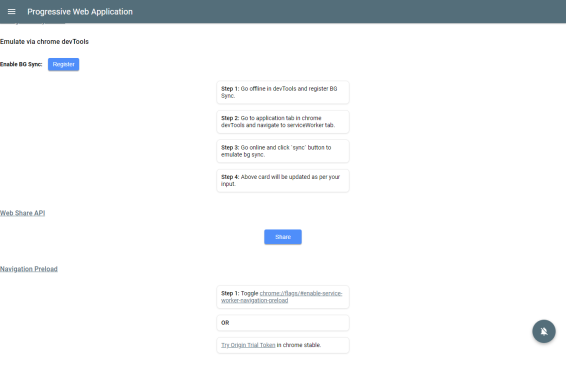 Progressive Web Application
Emulate via chrome devTools
Enable BG Sync: Register
Step 1: Go offline in devTools and register BG
Sync.
Step 2: Go to application tab in chrome
devTools and navigate to serviceWorker tab.
Step 3: Go online and click `sync` button to
emulate bg sync.
Step 4: Above card will be updated as per your
input.
Web Share API
Share
Navigation Preload
Step 1: Toggle chrome://flags/#enable-service-
worker-navigation-preload
OR
Try Origin Trial Token in chrome stable.